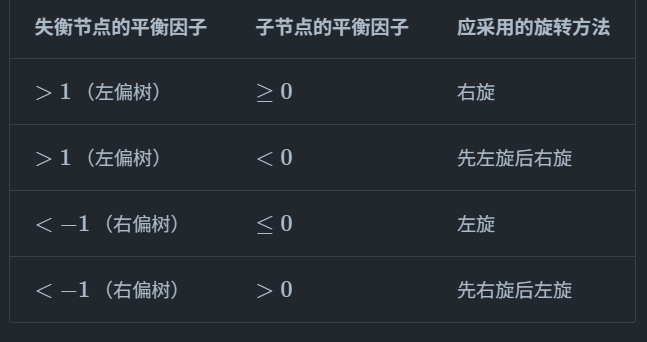 失衡节点的平衡因子 子节点的平衡因子 应采用的旋转方法
> 1 （左偏树） ≥ 0 右旋
> 1 （左偏树） < 0 先左旋后右旋
< −1 （右偏树） ≤ 0 左旋
< −1 （右偏树） > 0 先右旋后左旋